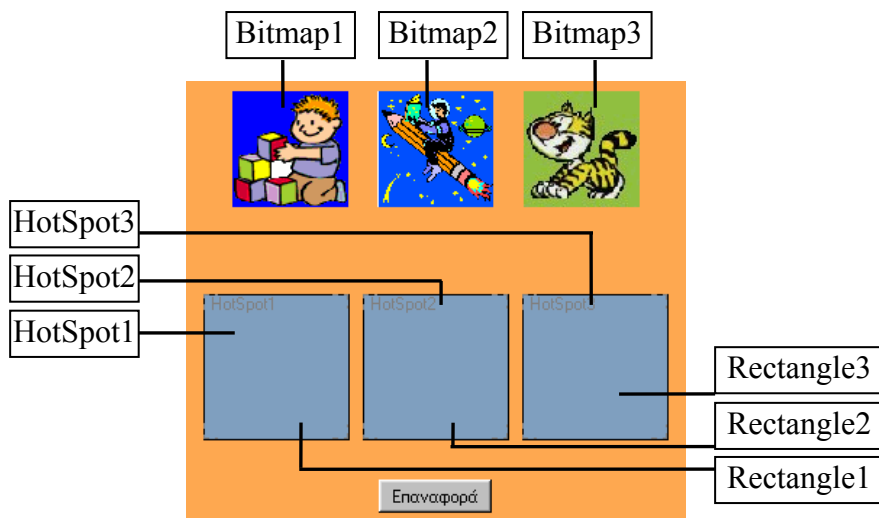 Bitmap1 Bitmap2 Bitmap3
HotSpot3
HotSpot2
HotSpot1
HotSpot1 HotSpot2 HotSpot3
Rectangle3
Rectangle2
Rectangle1
Επαναφορά